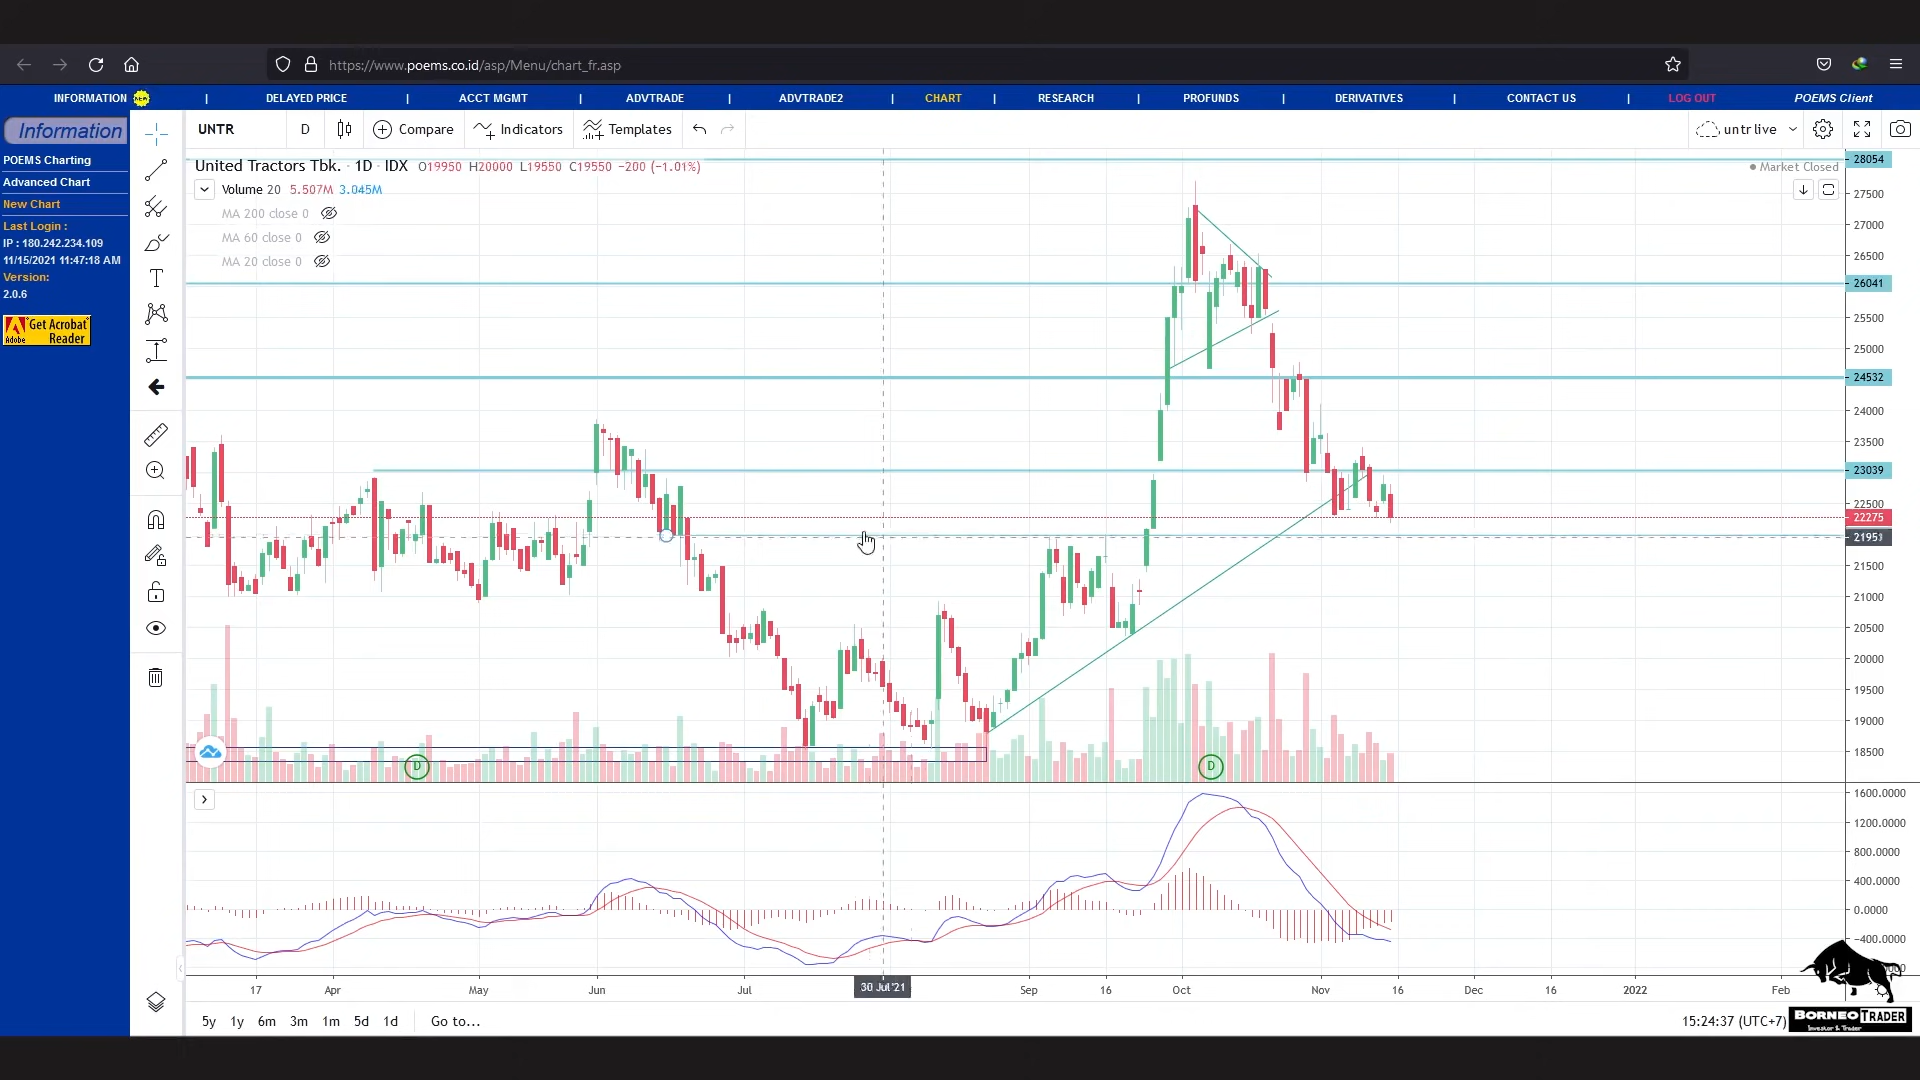 https://www.poems.co.id/asp/Menu/chart_fr.asp
INFORMATION NEW | DELAYED PRICE | ACCT MGMT | ADVTRADE | ADVTRADE2 | CHART | RESEARCH | PROFUNDS | DERIVATIVES | CONTACT US | LOG OUT POEMS Client
Information
POEMS Charting
Advanced Chart
New Chart
Last Login :
IP : 180.242.234.109
11/15/2021 11:47:18 AM
Version:
2.0.6
Get Acrobat
Adobe Reader
UNTR D Compare Indicators Templates untr live
United Tractors Tbk. · 1D · IDX O19950 H20000 L19550 C19550 −200 (−1.01%)
Market Closed
Volume 20 5.507M 3.045M
MA 200 close 0
MA 60 close 0
MA 20 close 0
28054
27500
27000
26500
26041
25500
25000
24532
24000
23500
23039
22500
22275
21500
21000
20500
20000
19500
19000
18500
D D
1600.0000
1200.0000
800.0000
400.0000
0.0000
−400.0000
17 Apr May Jun Jul 30 Jul '21 Sep 16 Oct Nov 16 Dec 16 2022 Feb
5y 1y 6m 3m 1m 5d 1d Go to...
15:24:37 (UTC+7)
BORNEO TRADER
Investor & Trader